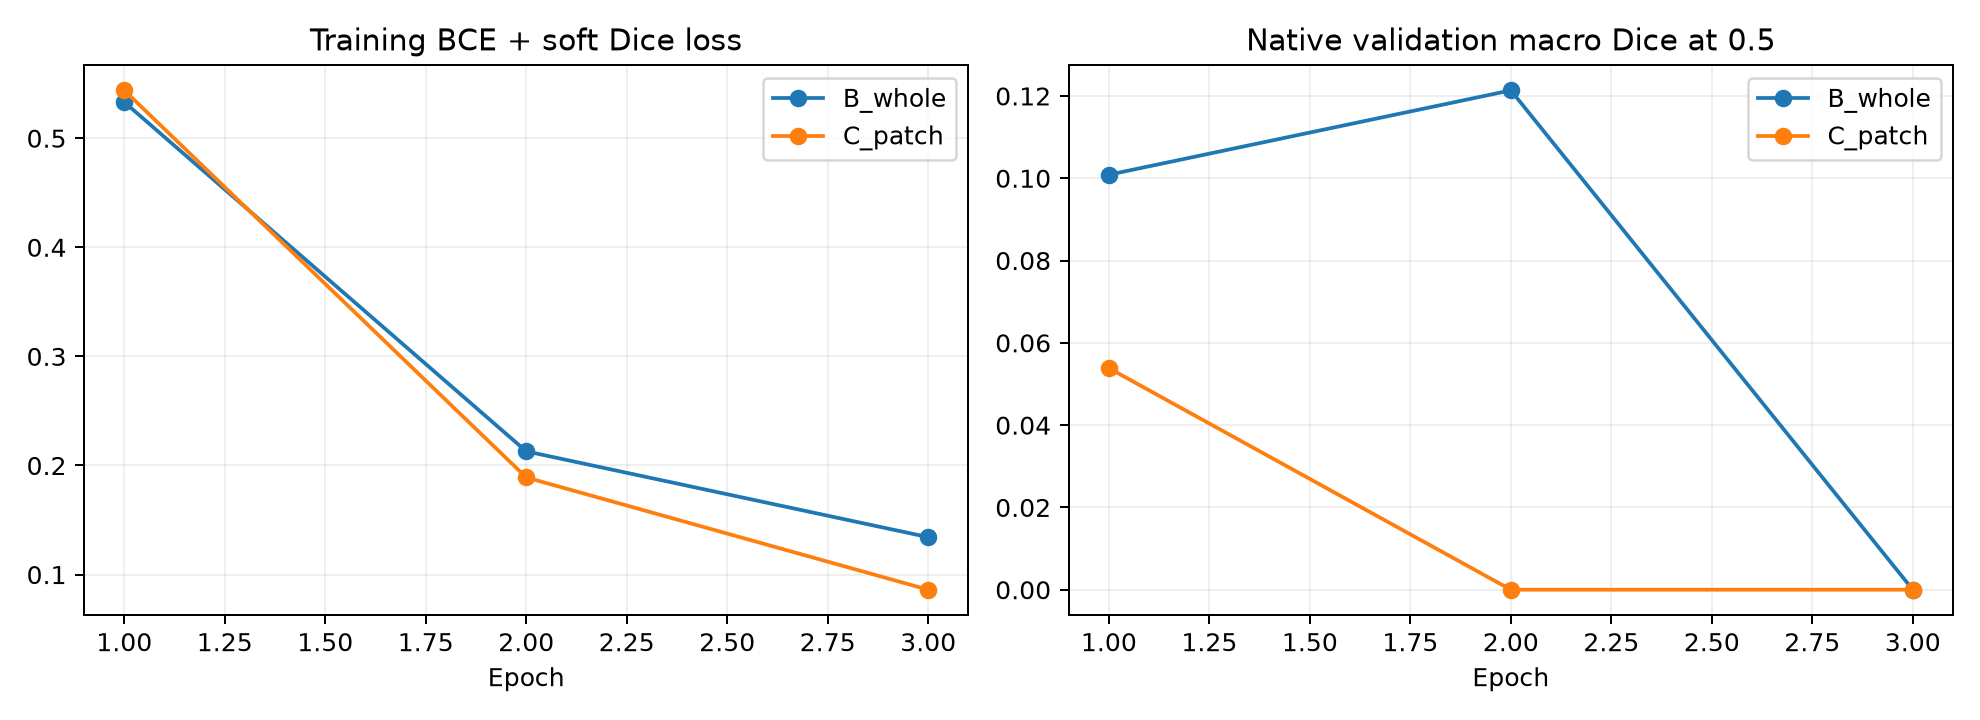 Training BCE + soft Dice loss
B_whole
C_patch
0.5
0.4
0.3
0.2
0.1
1.00 1.25 1.50 1.75 2.00 2.25 2.50 2.75 3.00
Epoch
Native validation macro Dice at 0.5
B_whole
C_patch
0.12
0.10
0.08
0.06
0.04
0.02
0.00
1.00 1.25 1.50 1.75 2.00 2.25 2.50 2.75 3.00
Epoch